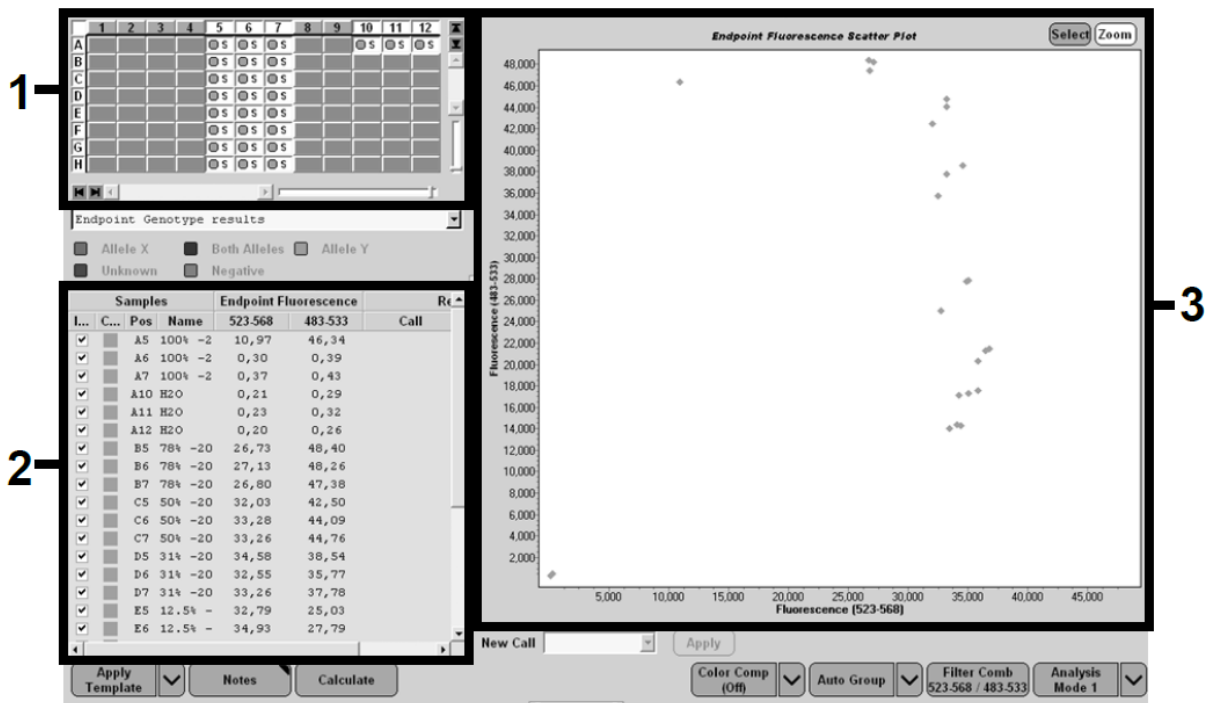 1 2 3 4 5 6 7 8 9 10 11 12
A S S S S S S
B S S S
C S S S
D S S S
E S S S
F S S S
G S S S
H S S S
1
Endpoint Genotype results
Allele X Both Alleles Allele Y
Unknown Negative
Samples Endpoint Fluorescence Re
I... C... Pos Name 523-568 483-533 Call
A5 100% -2 10,97 46,34
A6 100% -2 0,30 0,39
A7 100% -2 0,37 0,43
A10 H2O 0,21 0,29
A11 H2O 0,23 0,32
A12 H2O 0,20 0,26
B5 78% -20 26,73 48,40
B6 78% -20 27,13 48,26
B7 78% -20 26,80 47,38
C5 50% -20 32,03 42,50
C6 50% -20 33,28 44,09
C7 50% -20 33,26 44,76
D5 31% -20 34,58 38,54
D6 31% -20 32,55 35,77
D7 31% -20 33,26 37,78
E5 12.5% - 32,79 25,03
E6 12.5% - 34,93 27,79
2
Endpoint Fluorescence Scatter Plot
Select Zoom
48,000
46,000
44,000
42,000
40,000
38,000
36,000
34,000
32,000
30,000
28,000
26,000
24,000
22,000
20,000
18,000
16,000
14,000
12,000
10,000
8,000
6,000
4,000
2,000
Fluorescence (483-533)
5,000 10,000 15,000 20,000 25,000 30,000 35,000 40,000 45,000
Fluorescence (523-568)
3
New Call Apply
Apply Template
Notes
Calculate
Color Comp (Off)
Auto Group
Filter Comb 523-568 / 483-533
Analysis Mode 1